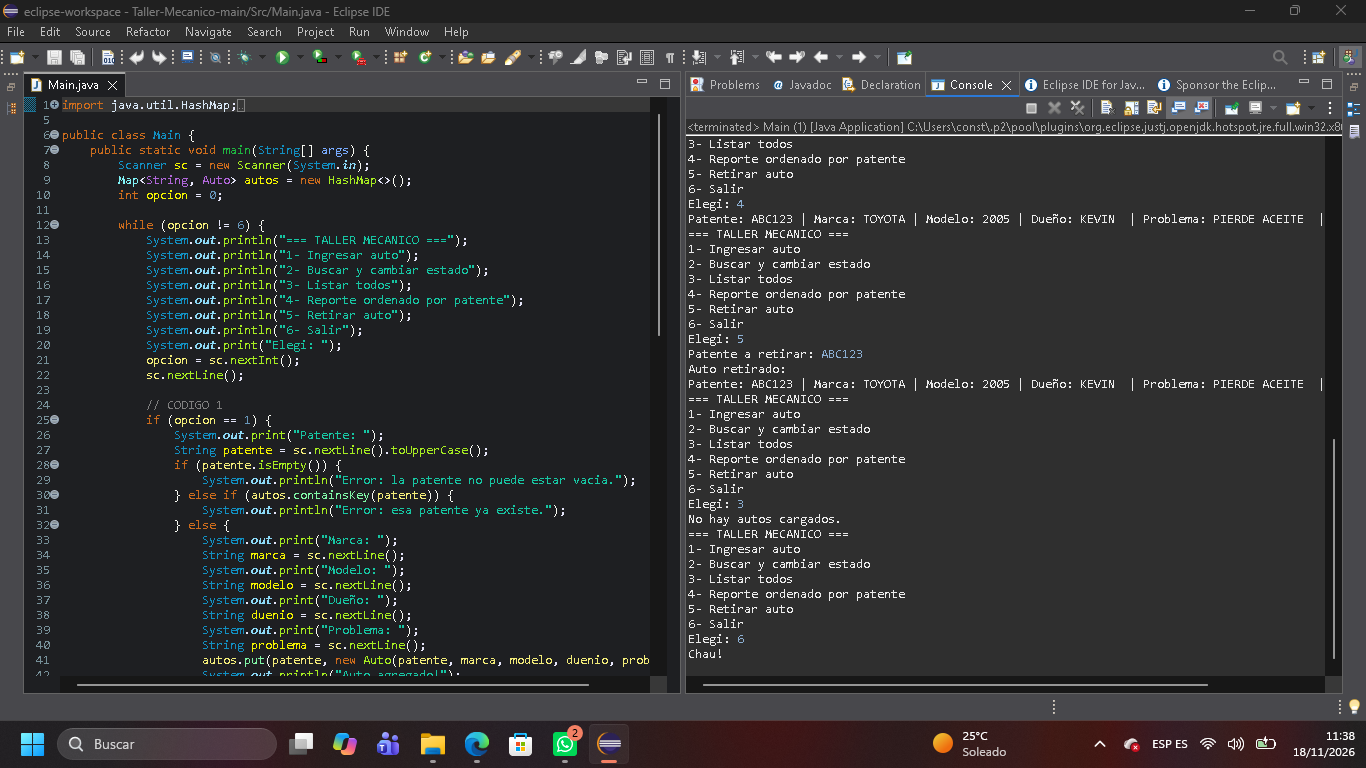 eclipse-workspace - Taller-Mecanico-main/Src/Main.java - Eclipse IDE
File Edit Source Refactor Navigate Search Project Run Window Help
Main.java
1 import java.util.HashMap;
5
6 public class Main {
7 public static void main(String[] args) {
8 Scanner sc = new Scanner(System.in);
9 Map<String, Auto> autos = new HashMap<>();
10 int opcion = 0;
11
12 while (opcion != 6) {
13 System.out.println("=== TALLER MECANICO ===");
14 System.out.println("1- Ingresar auto");
15 System.out.println("2- Buscar y cambiar estado");
16 System.out.println("3- Listar todos");
17 System.out.println("4- Reporte ordenado por patente");
18 System.out.println("5- Retirar auto");
19 System.out.println("6- Salir");
20 System.out.print("Elegi: ");
21 opcion = sc.nextInt();
22 sc.nextLine();
23
24 // CODIGO 1
25 if (opcion == 1) {
26 System.out.print("Patente: ");
27 String patente = sc.nextLine().toUpperCase();
28 if (patente.isEmpty()) {
29 System.out.println("Error: la patente no puede estar vacia.");
30 } else if (autos.containsKey(patente)) {
31 System.out.println("Error: esa patente ya existe.");
32 } else {
33 System.out.print("Marca: ");
34 String marca = sc.nextLine();
35 System.out.print("Modelo: ");
36 String modelo = sc.nextLine();
37 System.out.print("Dueño: ");
38 String duenio = sc.nextLine();
39 System.out.print("Problema: ");
40 String problema = sc.nextLine();
41 autos.put(patente, new Auto(patente, marca, modelo, duenio, prob
42 System.out.println("Auto agregado!");
Problems Javadoc Declaration Console Eclipse IDE for Jav... Sponsor the Eclip...
<terminated> Main (1) [Java Application] C:\Users\const\.p2\pool\plugins\org.eclipse.justj.openjdk.hotspot.jre.full.win32.x8
3- Listar todos
4- Reporte ordenado por patente
5- Retirar auto
6- Salir
Elegi: 4
Patente: ABC123 | Marca: TOYOTA | Modelo: 2005 | Dueño: KEVIN | Problema: PIERDE ACEITE |
=== TALLER MECANICO ===
1- Ingresar auto
2- Buscar y cambiar estado
3- Listar todos
4- Reporte ordenado por patente
5- Retirar auto
6- Salir
Elegi: 5
Patente a retirar: ABC123
Auto retirado:
Patente: ABC123 | Marca: TOYOTA | Modelo: 2005 | Dueño: KEVIN | Problema: PIERDE ACEITE |
=== TALLER MECANICO ===
1- Ingresar auto
2- Buscar y cambiar estado
3- Listar todos
4- Reporte ordenado por patente
5- Retirar auto
6- Salir
Elegi: 3
No hay autos cargados.
=== TALLER MECANICO ===
1- Ingresar auto
2- Buscar y cambiar estado
3- Listar todos
4- Reporte ordenado por patente
5- Retirar auto
6- Salir
Elegi: 6
Chau!
Buscar
2
25°C
Soleado
ESP ES
11:38
18/11/2026